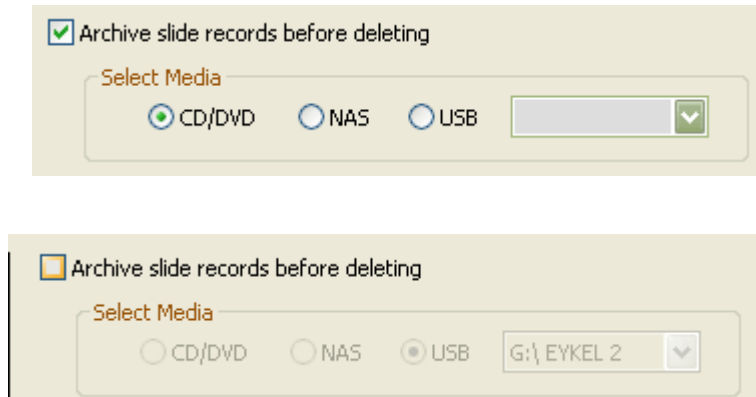 Archive slide records before deleting
Select Media
CD/DVD NAS USB
Archive slide records before deleting
Select Media
CD/DVD NAS USB G:\ EYKEL 2